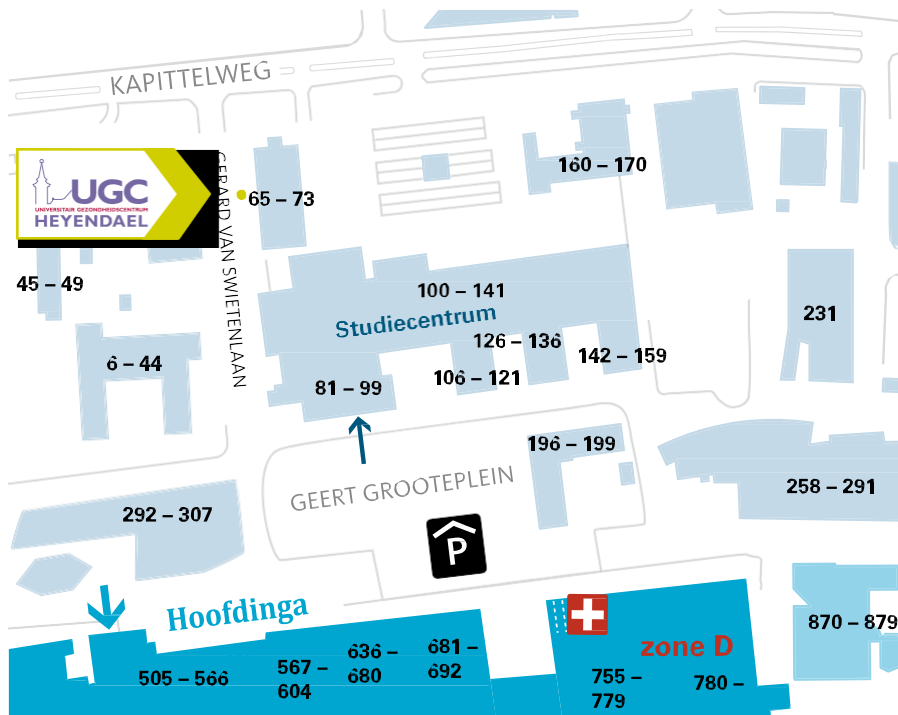 KAPITTELWEG
UGC
UNIVERSITAIR GEZONDHEIDSCENTRUM
HEYENDAEL
GERARD VAN SWIETENLAAN
65 – 73
160 – 170
45 – 49
100 – 141
Studiecentrum
231
126 – 136
142 – 159
6 – 44
81 – 99
106 – 121
196 – 199
GEERT GROOTEPLEIN
258 – 291
292 – 307
P
Hoofdinga
870 – 879
zone D
505 – 566
567 –
604
636 –
680
681 –
692
755 –
779
780 –